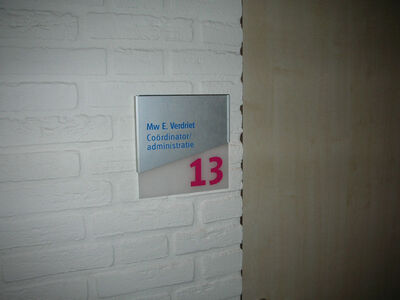 Mw E. Verdriet
Coördinator/
administratie
13